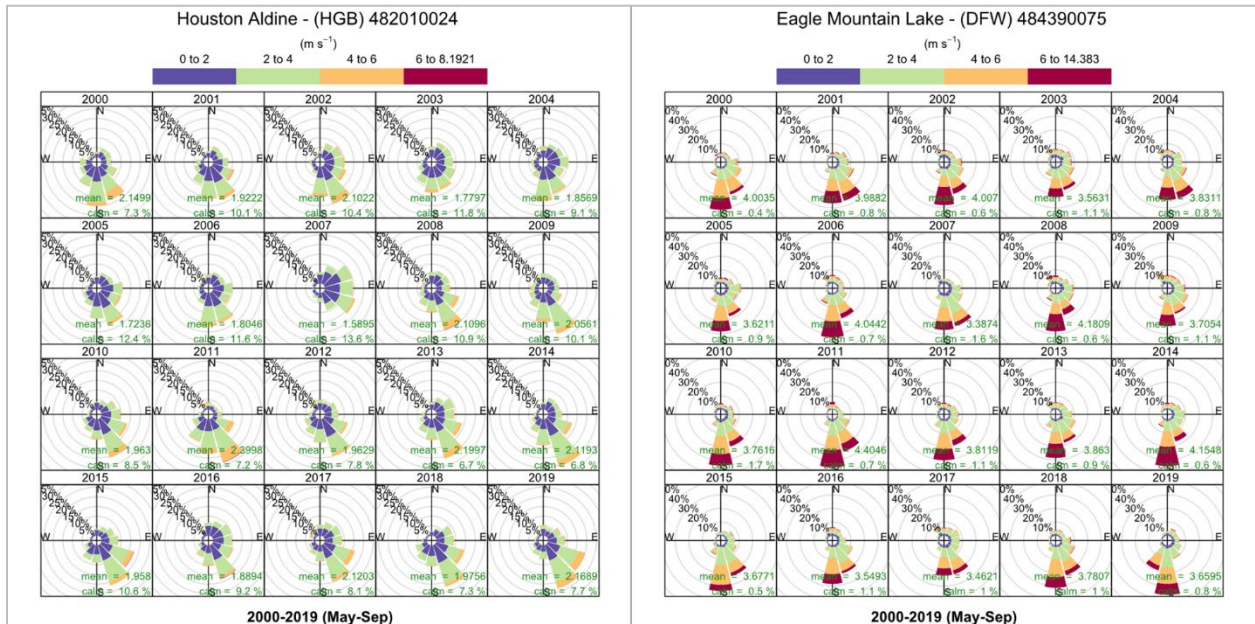 Houston Aldine - (HGB) 482010024
(m s⁻¹)
0 to 2 2 to 4 4 to 6 6 to 8.1921
2000 2001 2002 2003 2004
N N N N N
5% 10% 15% 20% 25% 30%
W E E E E E
mean = 2.1499 mean = 1.9222 mean = 2.1022 mean = 1.7797 mean = 1.8569
calm = 7.3 % calm = 10.1 % calm = 10.4 % calm = 11.8 % calm = 9.1 %
2005 2006 2007 2008 2009
W E
mean = 1.7236 mean = 1.8046 mean = 1.5895 mean = 2.1096 mean = 2.0561
calm = 12.4 % calm = 11.6 % calm = 13.6 % calm = 10.9 % calm = 10.1 %
2010 2011 2012 2013 2014
W E
mean = 1.963 mean = 2.3998 mean = 1.9629 mean = 2.1997 mean = 2.1193
calm = 8.5 % calm = 7.2 % calm = 7.8 % calm = 6.7 % calm = 6.8 %
2015 2016 2017 2018 2019
W E
mean = 1.958 mean = 1.8894 mean = 2.1203 mean = 1.9756 mean = 2.1689
calm = 10.6 % calm = 9.2 % calm = 8.1 % calm = 7.3 % calm = 7.7 %
2000-2019 (May-Sep)
Eagle Mountain Lake - (DFW) 484390075
(m s⁻¹)
0 to 2 2 to 4 4 to 6 6 to 14.383
2000 2001 2002 2003 2004
N N N N N
10% 20% 30% 40%
W E E E E E
mean = 4.0035 mean = 3.9882 mean = 4.007 mean = 3.5631 mean = 3.8311
calm = 0.4 % calm = 0.8 % calm = 0.6 % calm = 1.1 % calm = 0.8 %
2005 2006 2007 2008 2009
W E
mean = 3.6211 mean = 4.0442 mean = 3.3874 mean = 4.1809 mean = 3.7054
calm = 0.9 % calm = 0.7 % calm = 1.6 % calm = 0.6 % calm = 1.1 %
2010 2011 2012 2013 2014
W E
mean = 3.7616 mean = 4.4046 mean = 3.8119 mean = 3.863 mean = 4.1548
calm = 1.7 % calm = 0.7 % calm = 1.1 % calm = 0.9 % calm = 0.6 %
2015 2016 2017 2018 2019
W E
mean = 3.6771 mean = 3.5493 mean = 3.4621 mean = 3.7807 mean = 3.6595
calm = 0.5 % calm = 1.1 % calm = 1 % calm = 1 % calm = 0.8 %
2000-2019 (May-Sep)